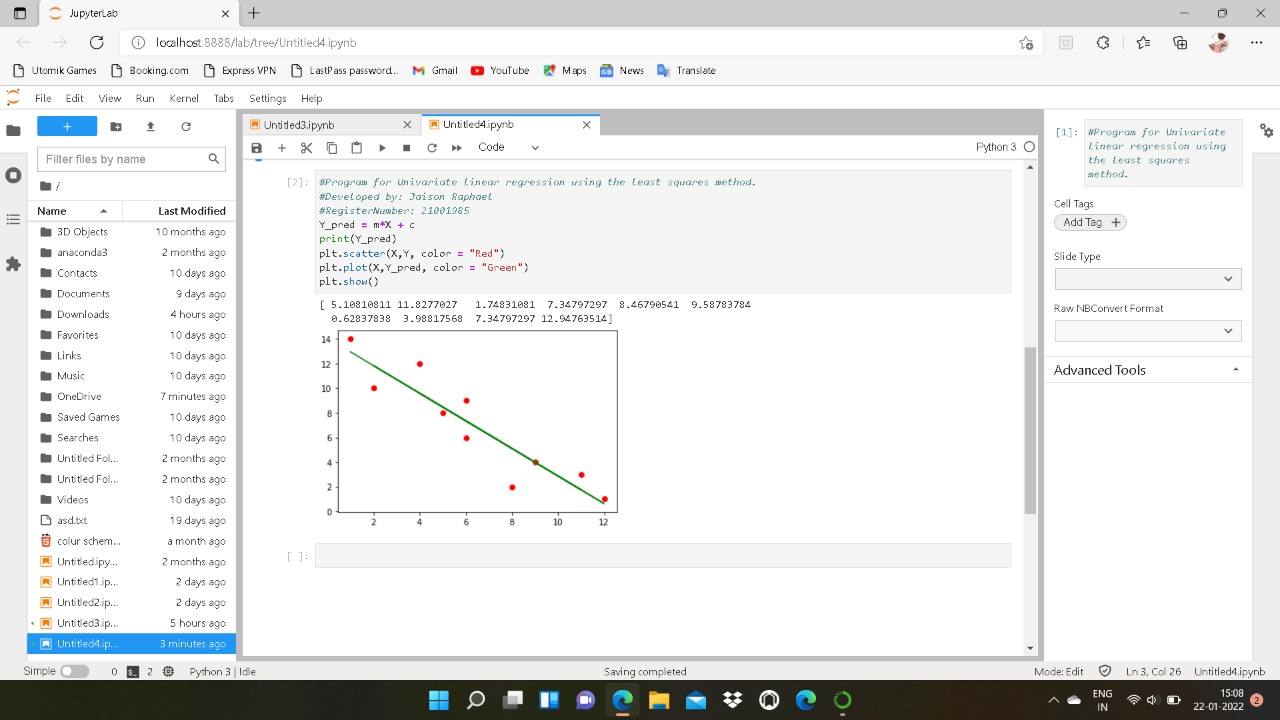 JupyterLab
localhost:8888/lab/tree/Untitled4.ipynb
Utomik Games Booking.com Express VPN LastPass password... Gmail YouTube Maps News Translate
File Edit View Run Kernel Tabs Settings Help
Filter files by name
/
Name Last Modified
3D Objects 10 months ago
anaconda3 2 months ago
Contacts 10 days ago
Documents 9 days ago
Downloads 4 hours ago
Favorites 10 days ago
Links 10 days ago
Music 10 days ago
OneDrive 7 minutes ago
Saved Games 10 days ago
Searches 10 days ago
Untitled Fol... 2 months ago
Untitled Fol... 2 months ago
Videos 10 days ago
asd.txt 19 days ago
colur schem... a month ago
Untitled.ipy... 2 months ago
Untitled1.ip... 2 days ago
Untitled2.ip... 2 days ago
Untitled3.ip... 5 hours ago
Untitled4.ip... 3 minutes ago
Untitled3.ipynb Untitled4.ipynb
Code Python 3
[2]: #Program for Univariate linear regression using the least squares method.
#Developed by: Jaison Raphael
#RegisterNumber: 21001985
Y_pred = m*X + c
print(Y_pred)
plt.scatter(X,Y, color = "Red")
plt.plot(X,Y_pred, color = "Green")
plt.show()
[ 5.10810811 11.8277027 1.74831081 7.34797297 8.46790541 9.58783784
0.62837838 3.98817568 7.34797297 12.94763514]
14
12
10
8
6
4
2
0
2 4 6 8 10 12
[ ]:
[1]: #Program for Univariate
linear regression using
the least squares
method.
Cell Tags
Add Tag +
Slide Type
Raw NBConvert Format
Advanced Tools
Simple 0 2 Python 3 | Idle Saving completed Mode: Edit Ln 3, Col 26 Untitled4.ipynb
ENG
IN
15:08
22-01-2022
2